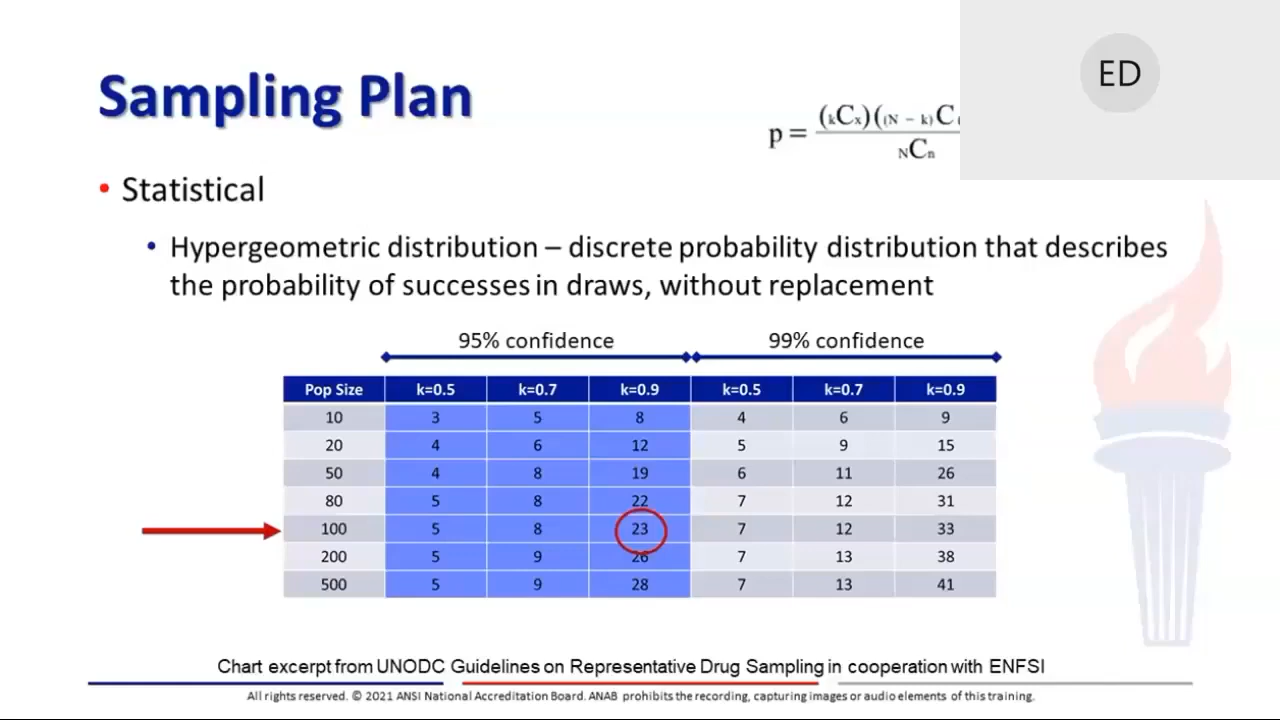 Sampling Plan
ED
p = (kCx)((N – k)C
NCn
• Statistical
• Hypergeometric distribution – discrete probability distribution that describes
the probability of successes in draws, without replacement
95% confidence 99% confidence
Pop Size k=0.5 k=0.7 k=0.9 k=0.5 k=0.7 k=0.9
10 3 5 8 4 6 9
20 4 6 12 5 9 15
50 4 8 19 6 11 26
80 5 8 22 7 12 31
100 5 8 23 7 12 33
200 5 9 26 7 13 38
500 5 9 28 7 13 41
Chart excerpt from UNODC Guidelines on Representative Drug Sampling in cooperation with ENFSI
All rights reserved. © 2021 ANSI National Accreditation Board. ANAB prohibits the recording, capturing images or audio elements of this training.